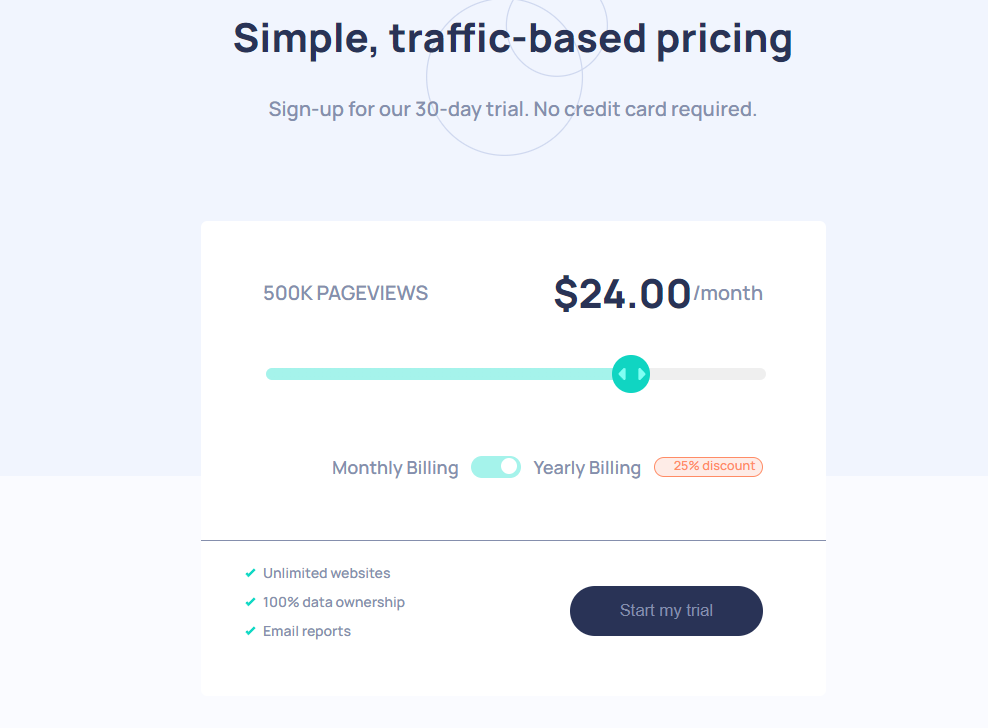 Simple, traffic-based pricing
Sign-up for our 30-day trial. No credit card required.
500K PAGEVIEWS
$24.00/month
Monthly Billing
Yearly Billing
25% discount
Unlimited websites
100% data ownership
Email reports
Start my trial